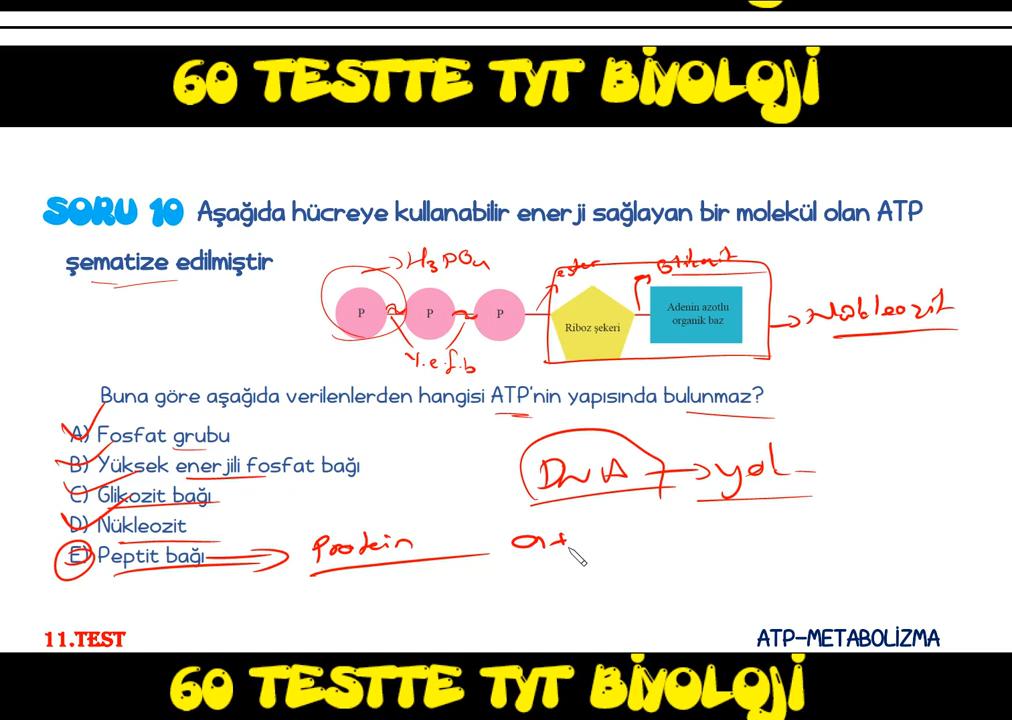 60 TESTTE TYT BİYOLOJİ
SORU 10 Aşağıda hücreye kullanabilir enerji sağlayan bir molekül olan ATP
şematize edilmiştir
H3PO4
ester
Glikozit
P
P
P
Riboz şekeri
Adenin azotlu
organik baz
Nükleozit
Y.e.f.b
Buna göre aşağıda verilenlerden hangisi ATP'nin yapısında bulunmaz?
A) Fosfat grubu
B) Yüksek enerjili fosfat bağı
C) Glikozit bağı
D) Nükleozit
E) Peptit bağı
DNA
yol
Protein
at
11.TEST
ATP-METABOLİZMA
60 TESTTE TYT BİYOLOJİ